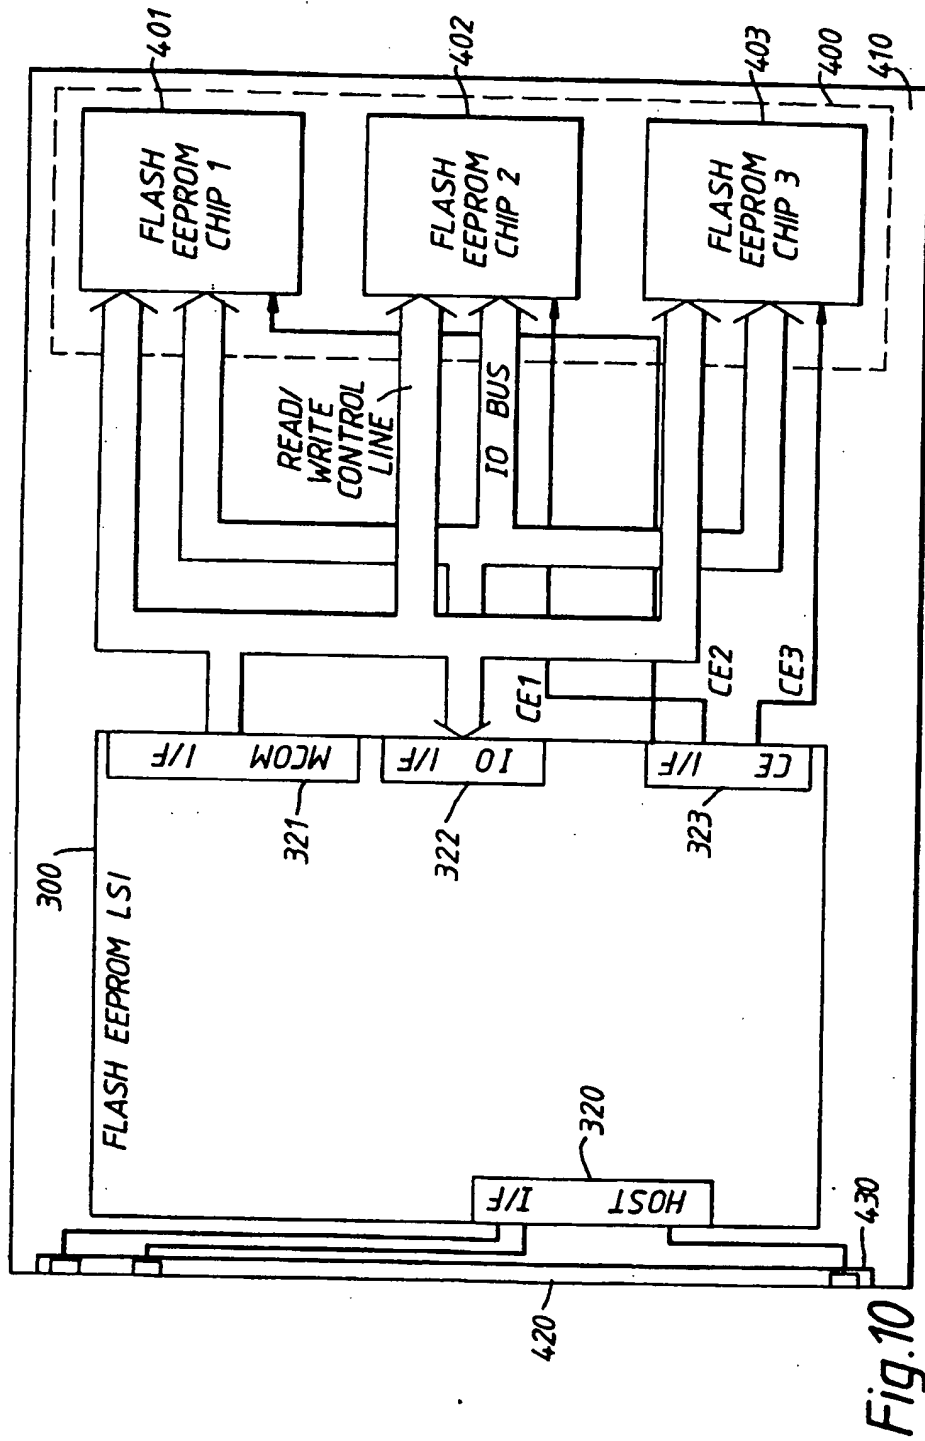 401
402
403
400
410
FLASH
EEPROM
CHIP 1
FLASH
EEPROM
CHIP 2
FLASH
EEPROM
CHIP 3
READ/
WRITE
CONTROL
LINE
IO BUS
CE1
CE2
CE3
MCOM I/F
IO I/F
CE I/F
321
322
323
300
FLASH EEPROM LSI
HOST I/F
320
430
420
Fig.10